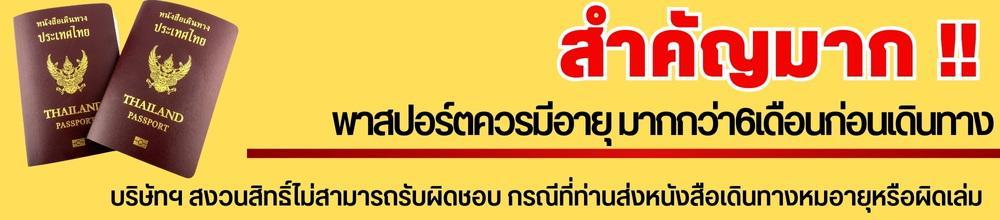 หนังสือเดินทาง
ประเทศไทย
THAILAND
PASSPORT
หนังสือเดินทาง
ประเทศไทย
THAILAND
PASSPORT
สำคัญมาก !!
พาสปอร์ตควรมีอายุ มากกว่า6เดือนก่อนเดินทาง
บริษัทฯ สงวนสิทธิ์ไม่สามารถรับผิดชอบ กรณีที่ท่านส่งหนังสือเดินทางหมอายุหรือผิดเล่ม